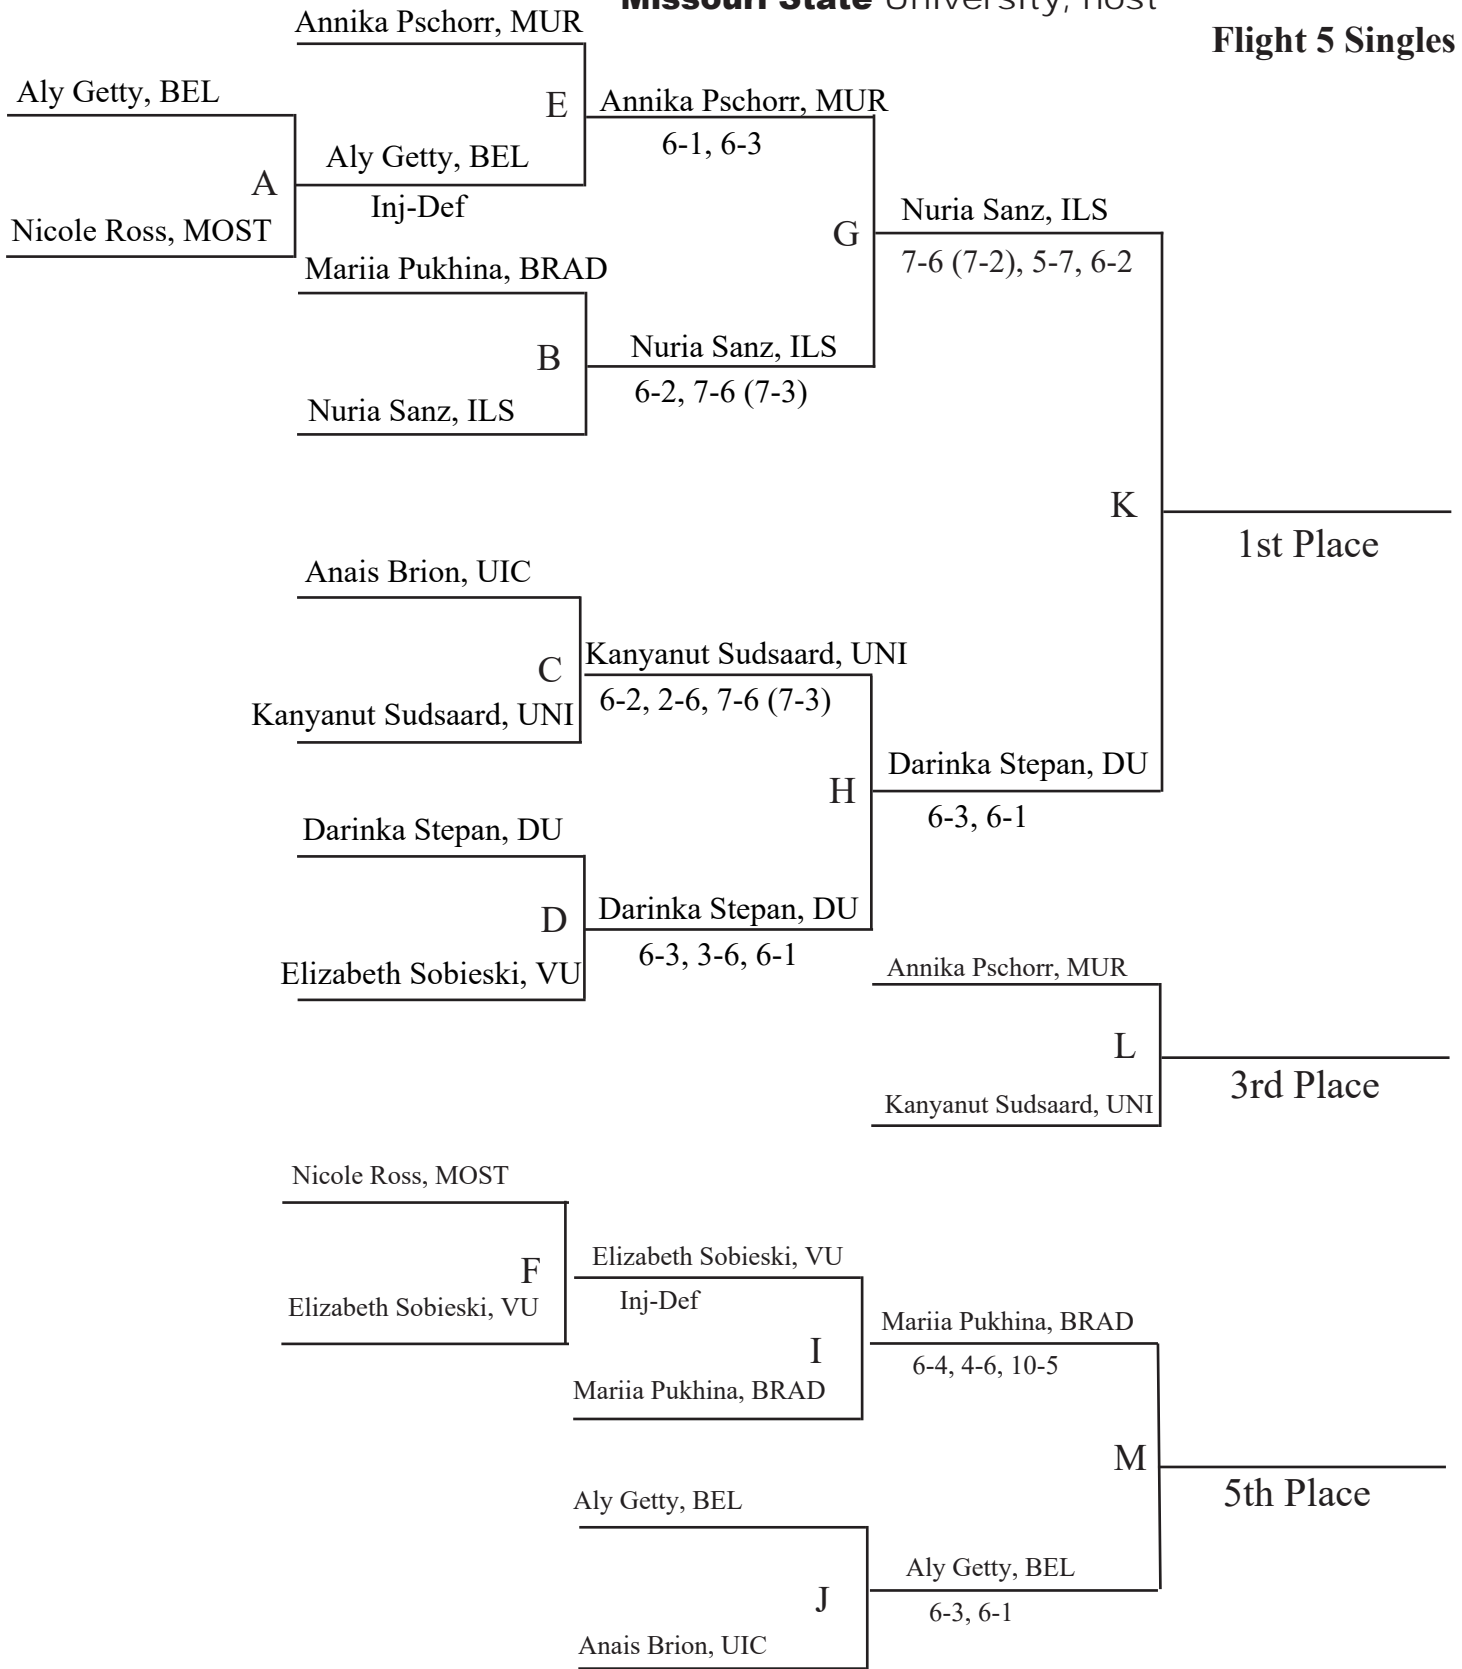 Missouri State University, host
Flight 5 Singles
Annika Pschorr, MUR
Aly Getty, BEL
E
Annika Pschorr, MUR
6-1, 6-3
Aly Getty, BEL
A
Inj-Def
Nicole Ross, MOST
Nuria Sanz, ILS
G
7-6 (7-2), 5-7, 6-2
Mariia Pukhina, BRAD
B
Nuria Sanz, ILS
6-2, 7-6 (7-3)
Nuria Sanz, ILS
K
1st Place
Anais Brion, UIC
C
Kanyanut Sudsaard, UNI
6-2, 2-6, 7-6 (7-3)
Kanyanut Sudsaard, UNI
H
Darinka Stepan, DU
6-3, 6-1
Darinka Stepan, DU
D
Darinka Stepan, DU
6-3, 3-6, 6-1
Elizabeth Sobieski, VU
Annika Pschorr, MUR
L
3rd Place
Kanyanut Sudsaard, UNI
Nicole Ross, MOST
F
Elizabeth Sobieski, VU
Inj-Def
Elizabeth Sobieski, VU
I
Mariia Pukhina, BRAD
6-4, 4-6, 10-5
Mariia Pukhina, BRAD
M
5th Place
Aly Getty, BEL
J
Aly Getty, BEL
6-3, 6-1
Anais Brion, UIC